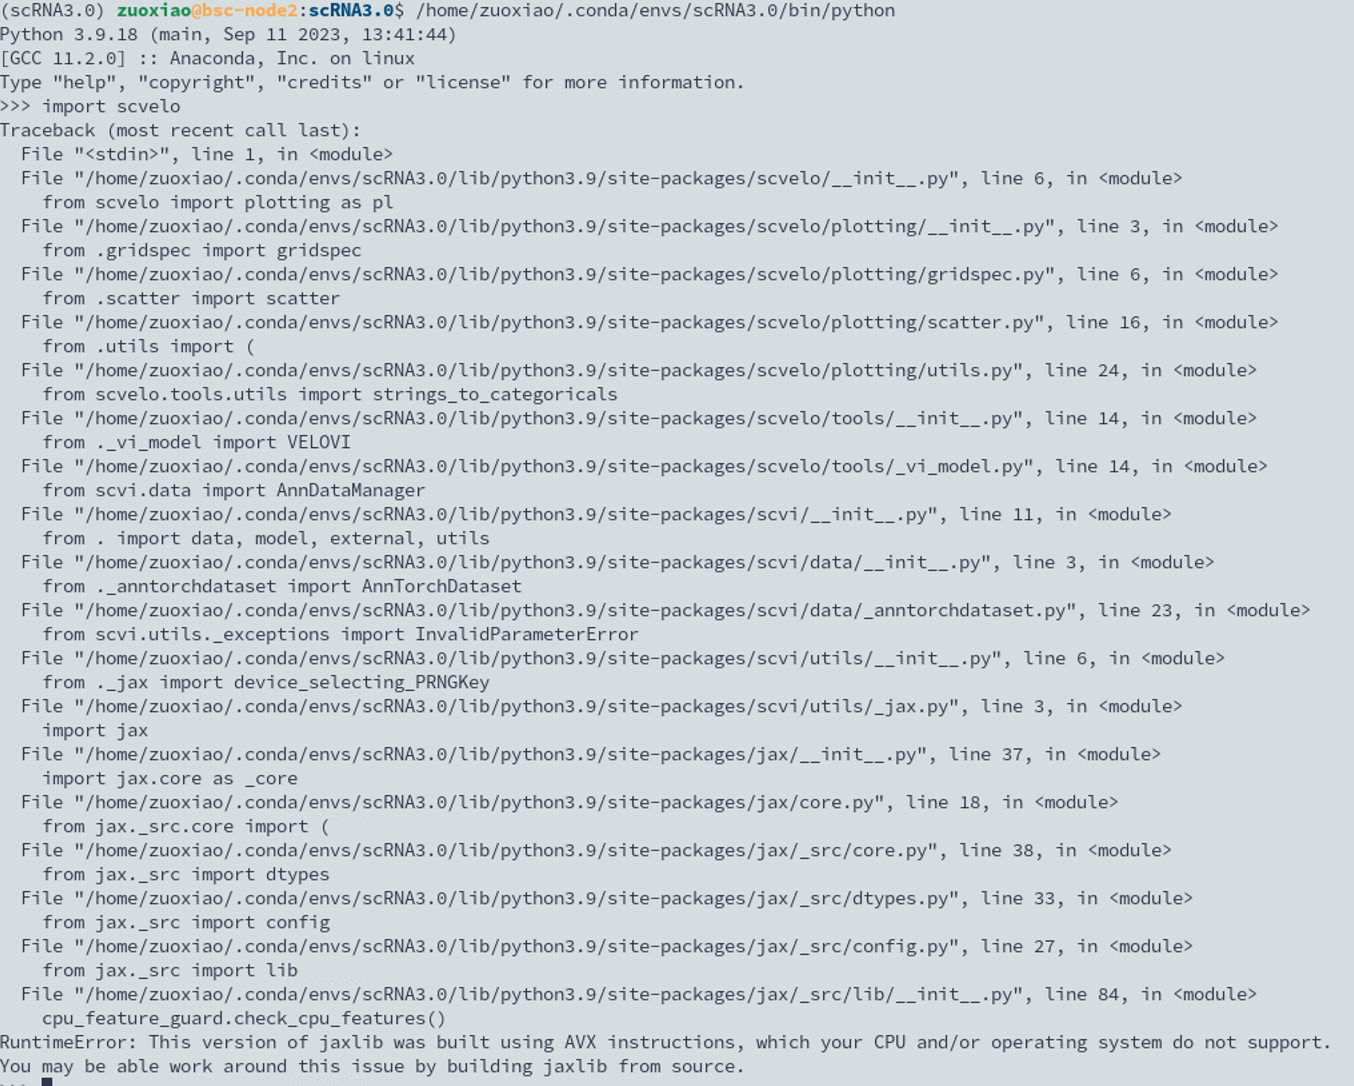 (scRNA3.0) zuoxiao@bsc-node2:scRNA3.0$ /home/zuoxiao/.conda/envs/scRNA3.0/bin/python
Python 3.9.18 (main, Sep 11 2023, 13:41:44)
[GCC 11.2.0] :: Anaconda, Inc. on linux
Type "help", "copyright", "credits" or "license" for more information.
>>> import scvelo
Traceback (most recent call last):
  File "<stdin>", line 1, in <module>
  File "/home/zuoxiao/.conda/envs/scRNA3.0/lib/python3.9/site-packages/scvelo/__init__.py", line 6, in <module>
    from scvelo import plotting as pl
  File "/home/zuoxiao/.conda/envs/scRNA3.0/lib/python3.9/site-packages/scvelo/plotting/__init__.py", line 3, in <module>
    from .gridspec import gridspec
  File "/home/zuoxiao/.conda/envs/scRNA3.0/lib/python3.9/site-packages/scvelo/plotting/gridspec.py", line 6, in <module>
    from .scatter import scatter
  File "/home/zuoxiao/.conda/envs/scRNA3.0/lib/python3.9/site-packages/scvelo/plotting/scatter.py", line 16, in <module>
    from .utils import (
  File "/home/zuoxiao/.conda/envs/scRNA3.0/lib/python3.9/site-packages/scvelo/plotting/utils.py", line 24, in <module>
    from scvelo.tools.utils import strings_to_categoricals
  File "/home/zuoxiao/.conda/envs/scRNA3.0/lib/python3.9/site-packages/scvelo/tools/__init__.py", line 14, in <module>
    from ._vi_model import VELOVI
  File "/home/zuoxiao/.conda/envs/scRNA3.0/lib/python3.9/site-packages/scvelo/tools/_vi_model.py", line 14, in <module>
    from scvi.data import AnnDataManager
  File "/home/zuoxiao/.conda/envs/scRNA3.0/lib/python3.9/site-packages/scvi/__init__.py", line 11, in <module>
    from . import data, model, external, utils
  File "/home/zuoxiao/.conda/envs/scRNA3.0/lib/python3.9/site-packages/scvi/data/__init__.py", line 3, in <module>
    from ._anntorchdataset import AnnTorchDataset
  File "/home/zuoxiao/.conda/envs/scRNA3.0/lib/python3.9/site-packages/scvi/data/_anntorchdataset.py", line 23, in <module>
    from scvi.utils._exceptions import InvalidParameterError
  File "/home/zuoxiao/.conda/envs/scRNA3.0/lib/python3.9/site-packages/scvi/utils/__init__.py", line 6, in <module>
    from ._jax import device_selecting_PRNGKey
  File "/home/zuoxiao/.conda/envs/scRNA3.0/lib/python3.9/site-packages/scvi/utils/_jax.py", line 3, in <module>
    import jax
  File "/home/zuoxiao/.conda/envs/scRNA3.0/lib/python3.9/site-packages/jax/__init__.py", line 37, in <module>
    import jax.core as _core
  File "/home/zuoxiao/.conda/envs/scRNA3.0/lib/python3.9/site-packages/jax/core.py", line 18, in <module>
    from jax._src.core import (
  File "/home/zuoxiao/.conda/envs/scRNA3.0/lib/python3.9/site-packages/jax/_src/core.py", line 38, in <module>
    from jax._src import dtypes
  File "/home/zuoxiao/.conda/envs/scRNA3.0/lib/python3.9/site-packages/jax/_src/dtypes.py", line 33, in <module>
    from jax._src import config
  File "/home/zuoxiao/.conda/envs/scRNA3.0/lib/python3.9/site-packages/jax/_src/config.py", line 27, in <module>
    from jax._src import lib
  File "/home/zuoxiao/.conda/envs/scRNA3.0/lib/python3.9/site-packages/jax/_src/lib/__init__.py", line 84, in <module>
    cpu_feature_guard.check_cpu_features()
RuntimeError: This version of jaxlib was built using AVX instructions, which your CPU and/or operating system do not support.
You may be able work around this issue by building jaxlib from source.
>>>